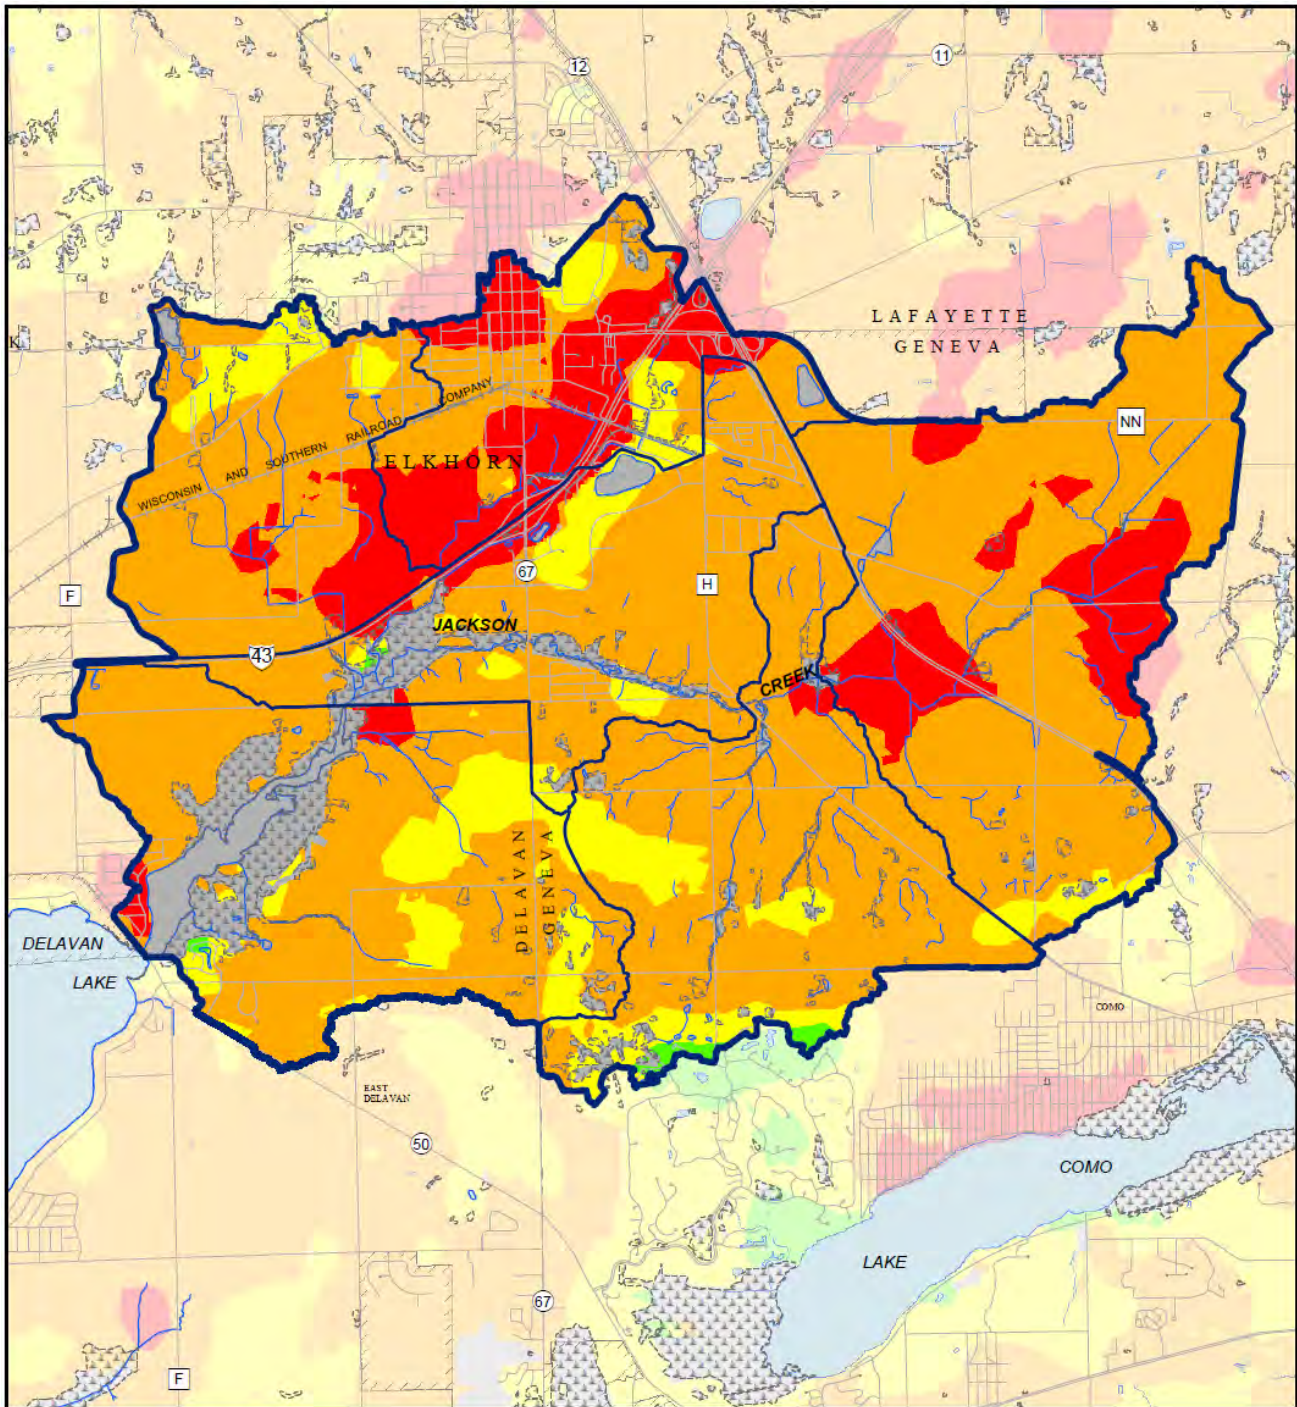 12
11
LAFAYETTE
GENEVA
K
NN
WISCONSIN AND SOUTHERN RAILROAD COMPANY
ELKHORN
67
H
F
JACKSON
43
CREEK
DELAVAN
GENEVA
DELAVAN
LAKE
COMO
EAST
DELAVAN
50
COMO
LAKE
67
F